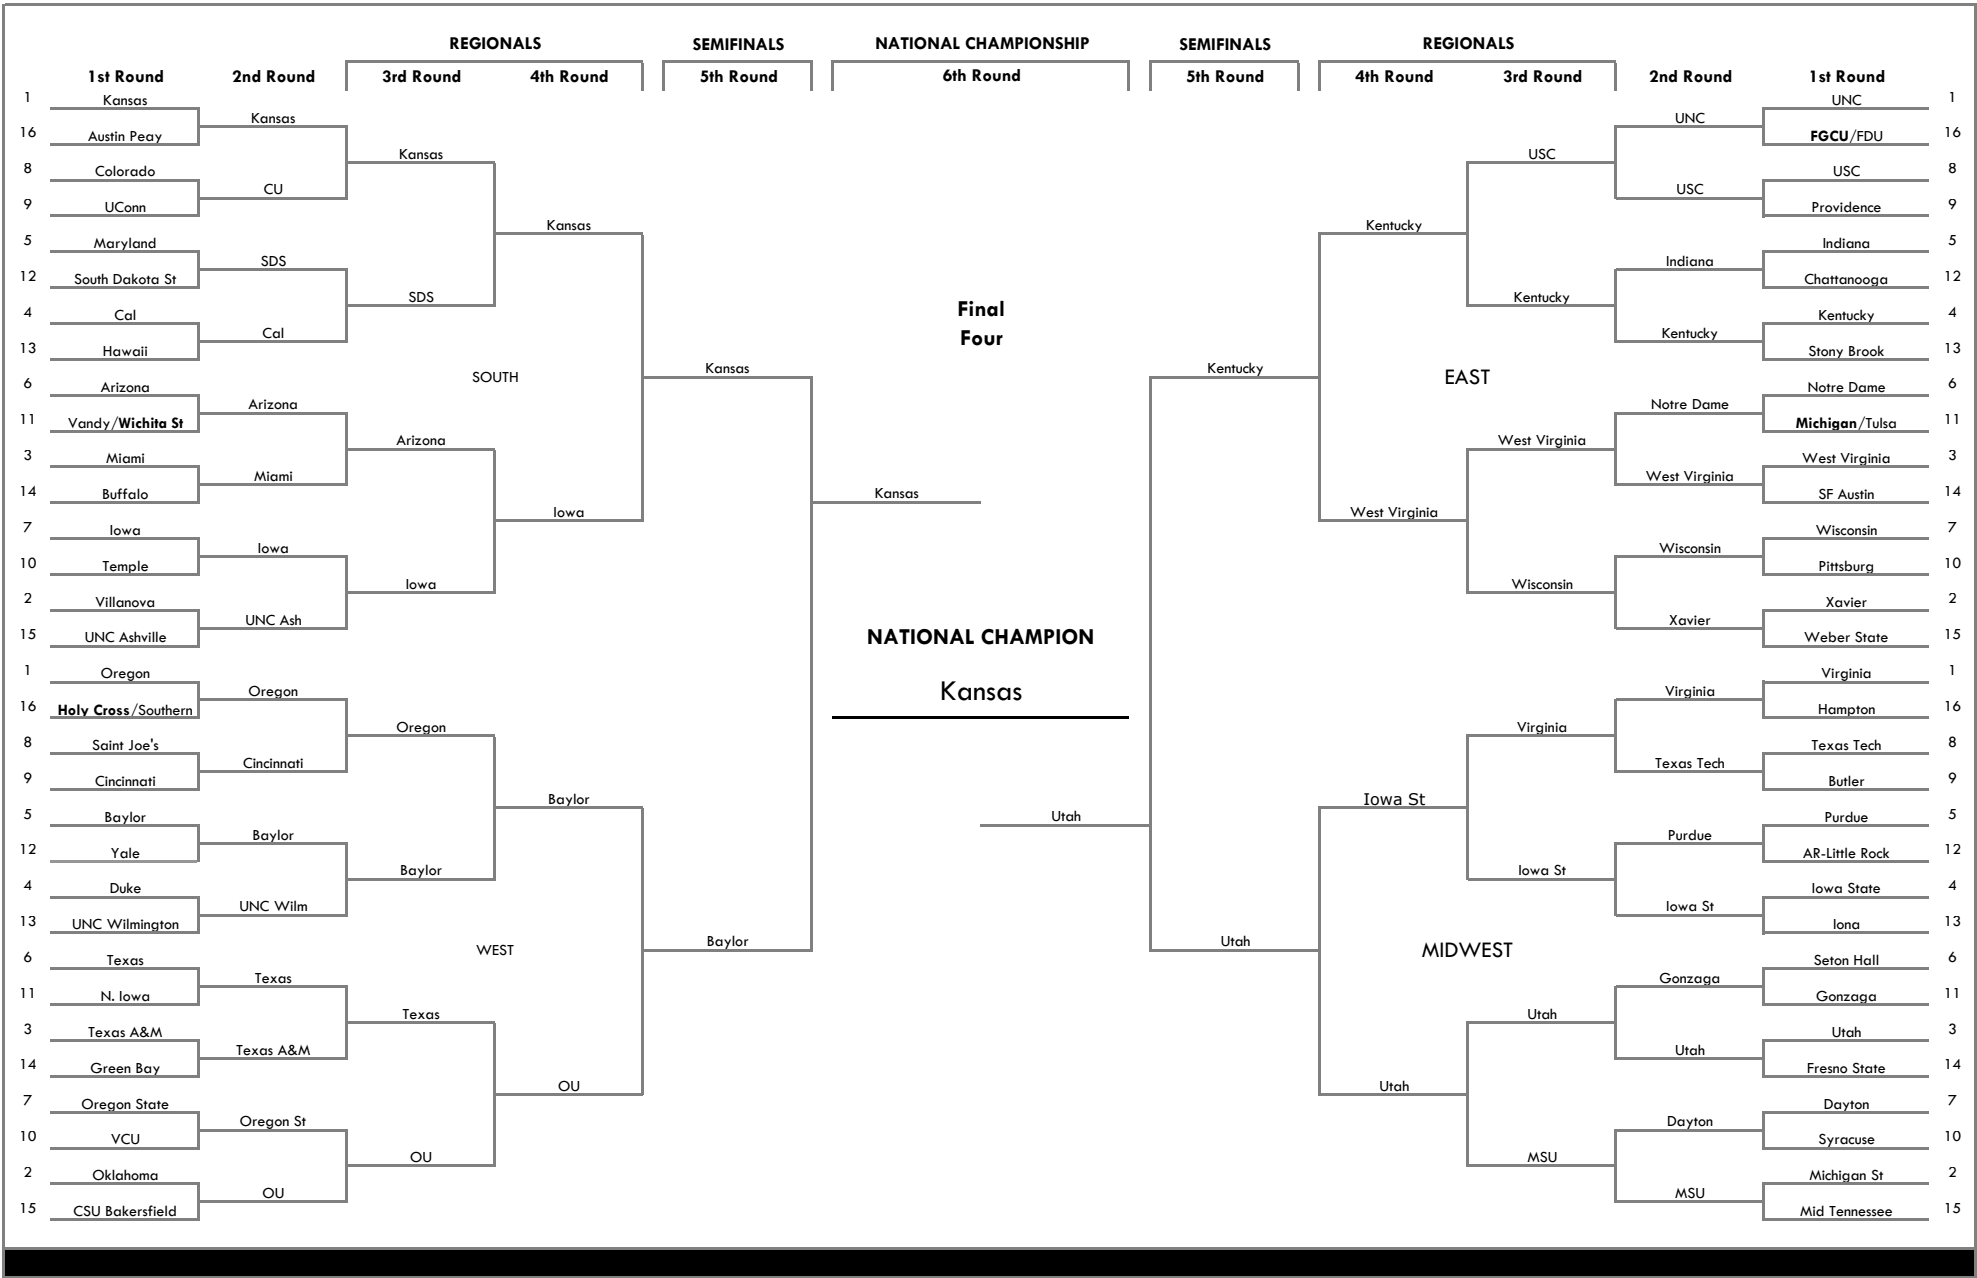 REGIONALS SEMIFINALS NATIONAL CHAMPIONSHIP SEMIFINALS REGIONALS
1st Round 2nd Round 3rd Round 4th Round 5th Round 6th Round 5th Round 4th Round 3rd Round 2nd Round 1st Round
1 Kansas UNC 1
Kansas UNC
16 Austin Peay FGCU/FDU 16
Kansas USC
8 Colorado USC 8
CU USC
9 UConn Providence 9
Kansas Kentucky
5 Maryland Indiana 5
SDS Indiana
12 South Dakota St Chattanooga 12
SDS Kentucky
Final
4 Cal Kentucky 4
Cal Kentucky
Four
13 Hawaii Stony Brook 13
Kansas Kentucky
SOUTH EAST
6 Arizona Notre Dame 6
Arizona Notre Dame
11 Vandy/Wichita St Michigan/Tulsa 11
Arizona West Virginia
3 Miami West Virginia 3
Miami West Virginia
14 Buffalo Kansas SF Austin 14
Iowa West Virginia
7 Iowa Wisconsin 7
Iowa Wisconsin
10 Temple Pittsburg 10
Iowa Wisconsin
2 Villanova Xavier 2
UNC Ash Xavier
15 UNC Ashville NATIONAL CHAMPION Weber State 15
1 Oregon Virginia 1
Oregon Kansas Virginia
16 Holy Cross/Southern Hampton 16
Oregon Virginia
8 Saint Joe's Texas Tech 8
Cincinnati Texas Tech
9 Cincinnati Butler 9
Baylor Iowa St
5 Baylor Utah Purdue 5
Baylor Purdue
12 Yale AR-Little Rock 12
Baylor Iowa St
4 Duke Iowa State 4
UNC Wilm Iowa St
13 UNC Wilmington Iona 13
Baylor Utah
WEST MIDWEST
6 Texas Seton Hall 6
Texas Gonzaga
11 N. Iowa Gonzaga 11
Texas Utah
3 Texas A&M Utah 3
Texas A&M Utah
14 Green Bay Fresno State 14
OU Utah
7 Oregon State Dayton 7
Oregon St Dayton
10 VCU Syracuse 10
OU MSU
2 Oklahoma Michigan St 2
OU MSU
15 CSU Bakersfield Mid Tennessee 15